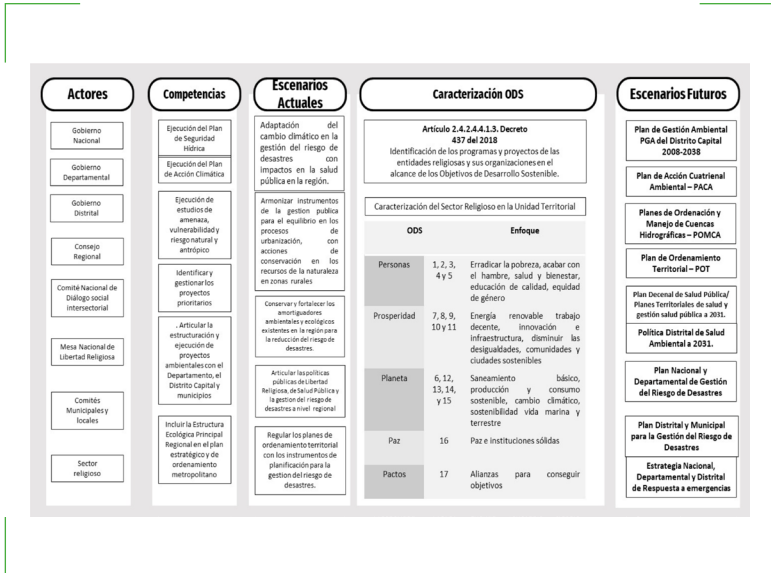 Actores
Gobierno
Nacional
Gobierno
Departamental
Gobierno
Distrital
Consejo
Regional
Comité Nacional de
Diálogo social
intersectorial
Mesa Nacional de
Libertad Religiosa
Comités
Municipales y
locales
Sector
religioso
Competencias
Ejecución del Plan
de Seguridad
Hídrica
Ejecución del Plan
de Acción Climática
Ejecución de
estudios de
amenaza,
vulnerabilidad y
riesgo natural y
antrópico
Identificar y
gestionar los
proyectos
prioritarios
. Articular la
estructuración y
ejecución de
proyectos
ambientales con el
Departamento, el
Distrito Capital y
municipios
Incluir la Estructura
Ecológica Principal
Regional en el plan
estratégico y de
ordenamiento
metropolitano
Escenarios
Actuales
Adaptación del
cambio climático en la
gestión del riesgo de
desastres con
impactos en la salud
pública en la región.
Armonizar instrumentos
de la gestion publica
para el equilibrio en los
procesos de
urbanización, con
acciones de
conservación en los
recursos de la naturaleza
en zonas rurales
Conservar y fortalecer los
amortiguadores
ambientales y ecológicos
existentes en la región para
la reducción del riesgo de
desastres.
Articular las políticas
públicas de Libertad
Religiosa, de Salud Pública y
la gestion del riesgo de
desastres a nivel regional
Regular los planes de
ordenamiento territorial
con los instrumentos de
planificación para la
gestion del riesgo de
desastres.
Caracterización ODS
Artículo 2.4.2.4.4.1.3. Decreto
437 del 2018
Identificación de los programas y proyectos de las
entidades religiosas y sus organizaciones en el
alcance de los Objetivos de Desarrollo Sostenible.
Caracterización del Sector Religioso en la Unidad Territorial
ODS Enfoque
Personas 1, 2, 3, Erradicar la pobreza, acabar con
4 y 5 el hambre, salud y bienestar,
educación de calidad, equidad
de género
Prosperidad 7, 8, 9, Energía renovable trabajo
10 y 11 decente, innovación e
infraestructura, disminuir las
desigualdades, comunidades y
ciudades sostenibles
Planeta 6, 12, Saneamiento básico,
13, 14, producción y consumo
y 15 sostenible, cambio climático,
sostenibilidad vida marina y
terrestre
Paz 16 Paz e instituciones sólidas
Pactos 17 Alianzas para conseguir
objetivos
Escenarios Futuros
Plan de Gestión Ambiental
PGA del Distrito Capital
2008-2038
Plan de Acción Cuatrienal
Ambiental – PACA
Planes de Ordenación y
Manejo de Cuencas
Hidrográficas – POMCA
Plan de Ordenamiento
Territorial – POT
Plan Decenal de Salud Pública/
Planes Territoriales de salud y
gestión salud pública a 2031.
Política Distrital de Salud
Ambiental a 2031.
Plan Nacional y
Departamental de Gestión
del Riesgo de Desastres
Plan Distrital y Municipal
para la Gestión del Riesgo de
Desastres
Estrategia Nacional,
Departamental y Distrital
de Respuesta a emergencias